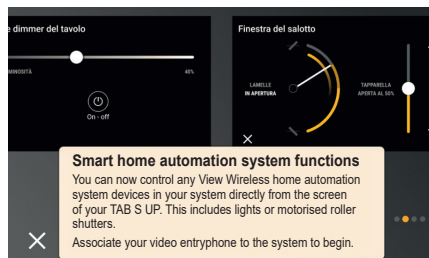 e dimmer del tavolo
Finestra del salotto
MINOSITÀ
40%
On - off
LAMELLE
IN APERTURA
TAPPARELLA
APERTA AL 50%
Smart home automation system functions
You can now control any View Wireless home automation
system devices in your system directly from the screen
of your TAB S UP. This includes lights or motorised roller
shutters.
Associate your video entryphone to the system to begin.